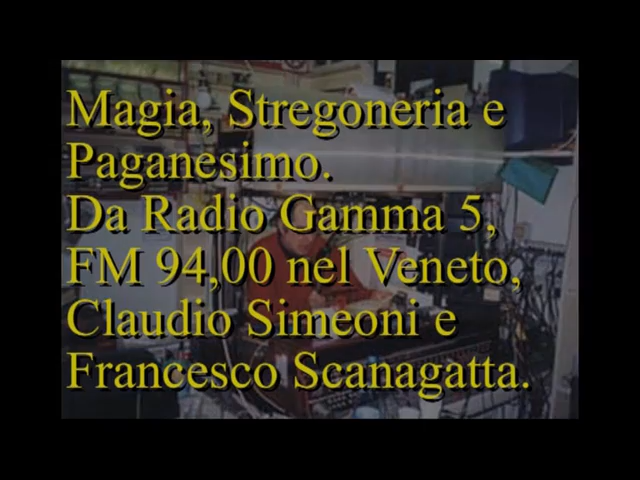 Magia, Stregoneria e
Paganesimo.
Da Radio Gamma 5,
FM 94,00 nel Veneto,
Claudio Simeoni e
Francesco Scanagatta.